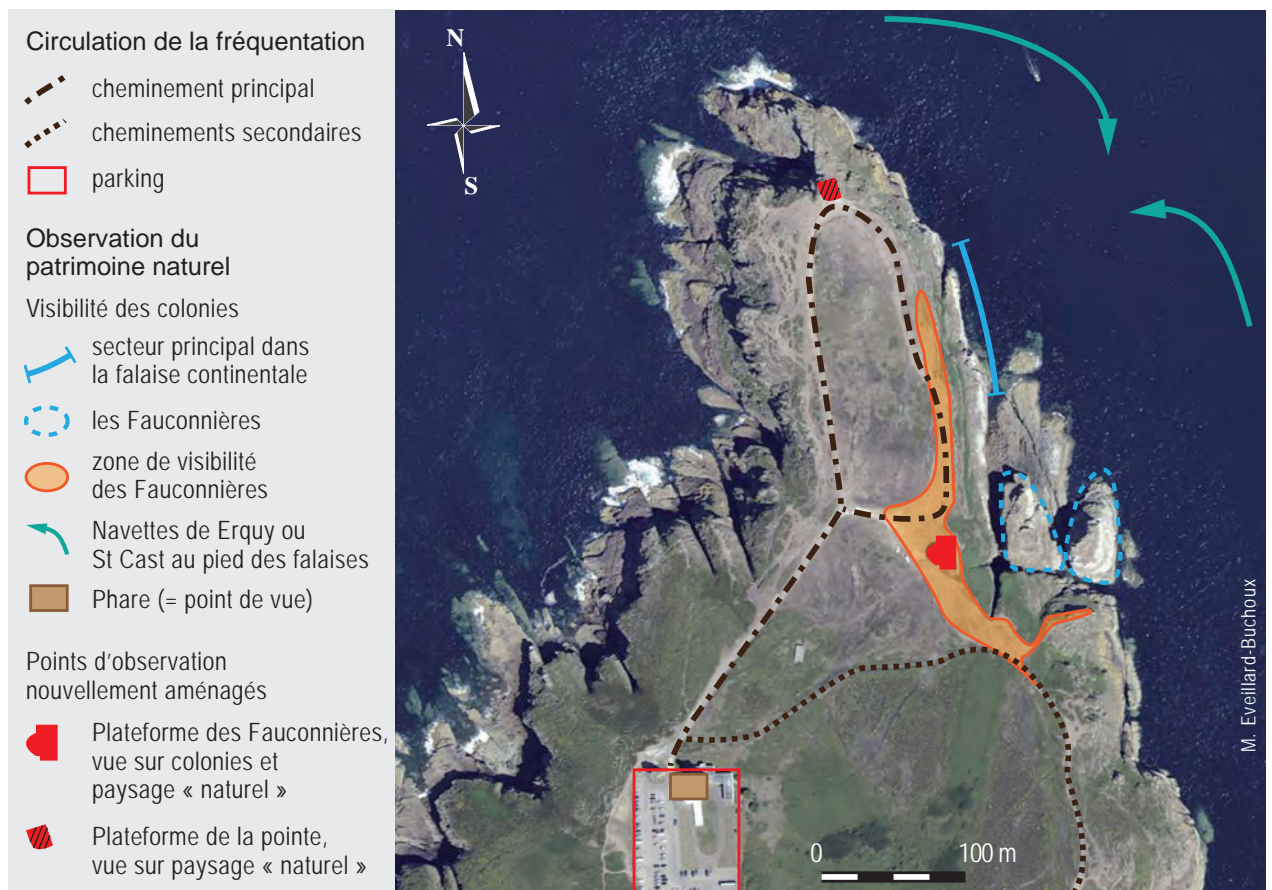 Circulation de la fréquentation
cheminement principal
cheminements secondaires
parking
Observation du
patrimoine naturel
Visibilité des colonies
secteur principal dans
la falaise continentale
les Fauconnières
zone de visibilité
des Fauconnières
Navettes de Erquy ou
St Cast au pied des falaises
Phare (= point de vue)
Points d'observation
nouvellement aménagés
Plateforme des Fauconnières,
vue sur colonies et
paysage « naturel »
Plateforme de la pointe,
vue sur paysage « naturel »
N
S
0 100 m
M. Eveillard-Buchoux